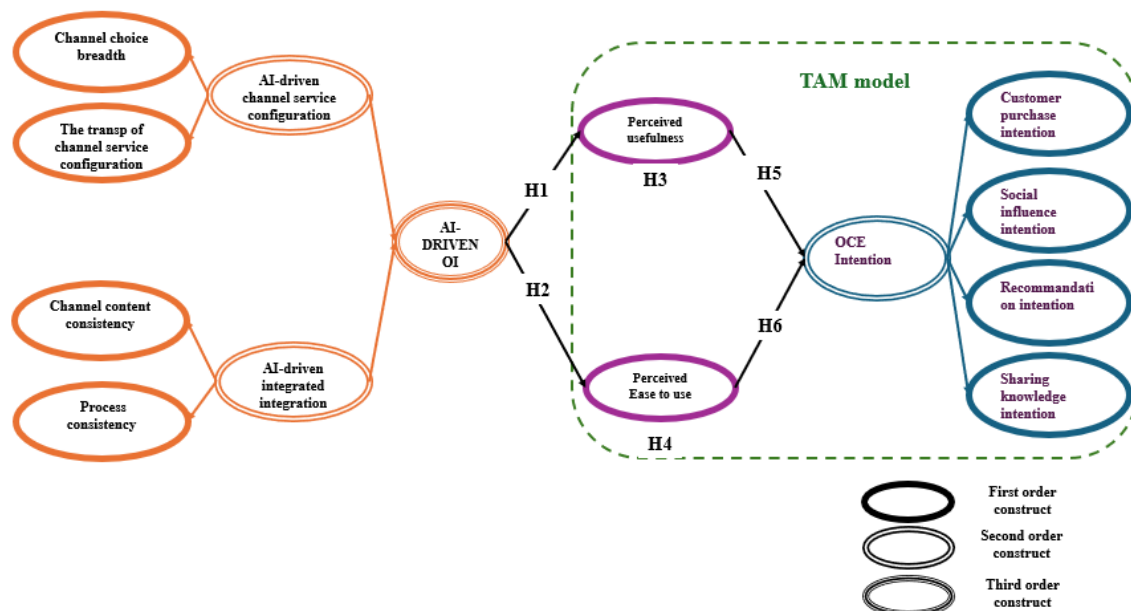 Channel choice
breadth
The transp of
channel service
configuration
AI-driven
channel service
configuration
Channel content
consistency
Process
consistency
AI-driven
integrated
integration
AI-
DRIVEN
OI
H1
H2
TAM model
Perceived
usefulness
H3
Perceived
Ease to use
H4
H5
H6
OCE
Intention
Customer
purchase
intention
Social
influence
intention
Recommandati
on intention
Sharing
knowledge
intention
First order
construct
Second order
construct
Third order
construct